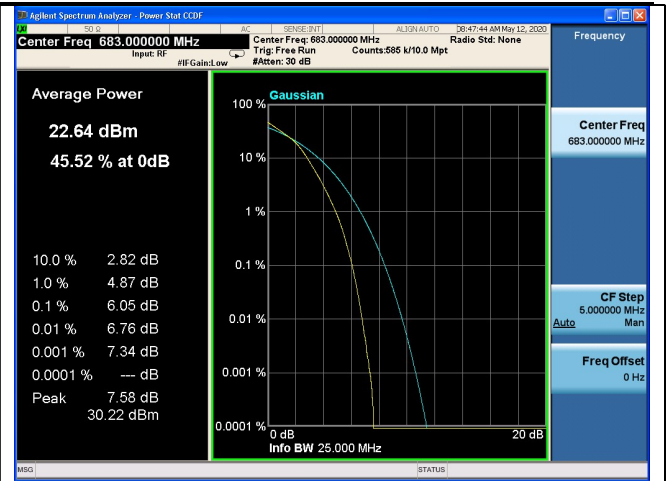 Agilent Spectrum Analyzer - Power Stat CCDF
LXI 50 Ω AC SENSE:INT ALIGN AUTO 08:47:44 AM May 12, 2020
Center Freq 683.000000 MHz
Input: RF
#IFGain:Low
Center Freq: 683.000000 MHz
Radio Std: None
Trig: Free Run
Counts:585 k/10.0 Mpt
#Atten: 30 dB
Average Power
22.64 dBm
45.52 % at 0dB
10.0 % 2.82 dB
1.0 % 4.87 dB
0.1 % 6.05 dB
0.01 % 6.76 dB
0.001 % 7.34 dB
0.0001 % --- dB
Peak 7.58 dB
30.22 dBm
Gaussian
100 %
10 %
1 %
0.1 %
0.01 %
0.001 %
0.0001 %
0 dB
20 dB
Info BW 25.000 MHz
Frequency
Center Freq
683.000000 MHz
CF Step
5.000000 MHz
Auto Man
Freq Offset
0 Hz
MSG
STATUS